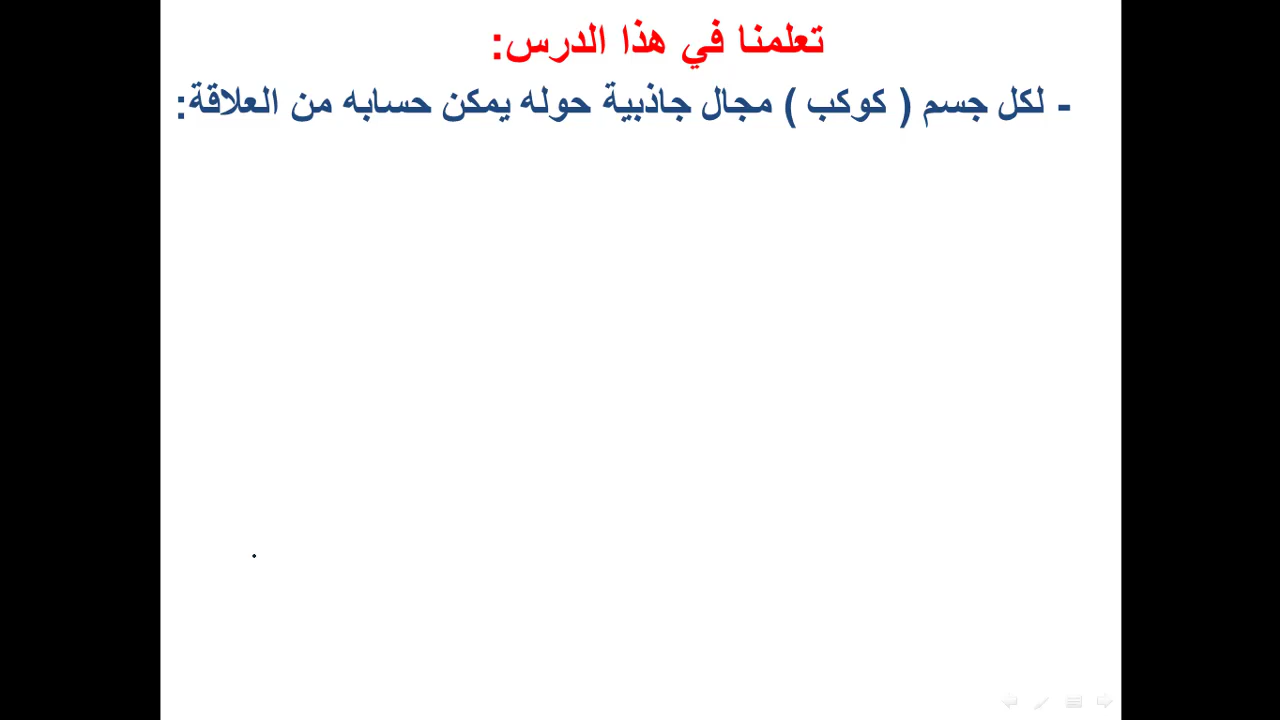 تعلمنا في هذا الدرس:
- لكل جسم ( كوكب ) مجال جاذبية حوله يمكن حسابه من العلاقة: